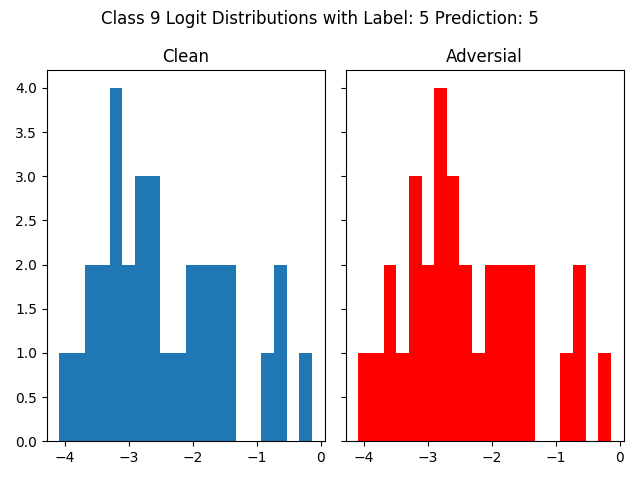 Class 9 Logit Distributions with Label: 5 Prediction: 5
Clean
Adversial
4.0
3.5
3.0
2.5
2.0
1.5
1.0
0.5
0.0
−4 −3 −2 −1 0
−4 −3 −2 −1 0